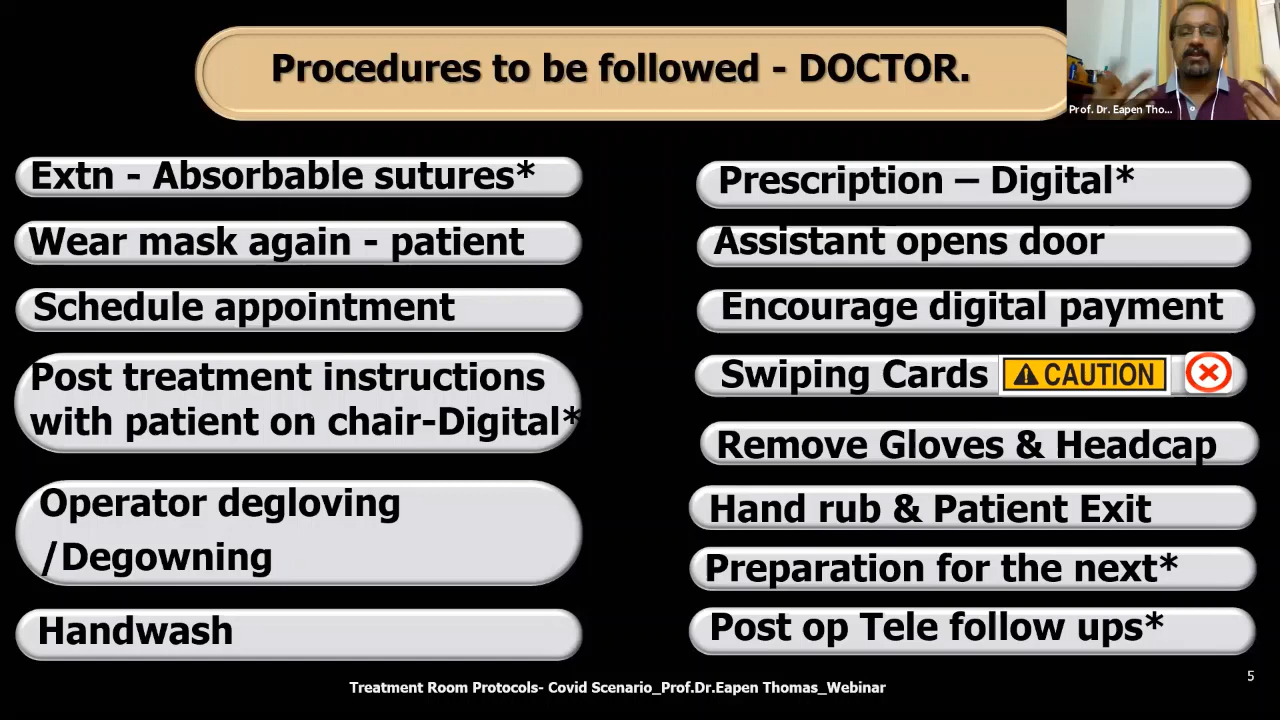 Procedures to be followed - DOCTOR.
Prof. Dr. Eapen Tho...
Extn - Absorbable sutures*
Wear mask again - patient
Schedule appointment
Post treatment instructions
with patient on chair-Digital*
Operator degloving
/Degowning
Handwash
Prescription – Digital*
Assistant opens door
Encourage digital payment
Swiping Cards CAUTION
Remove Gloves & Headcap
Hand rub & Patient Exit
Preparation for the next*
Post op Tele follow ups*
Treatment Room Protocols- Covid Scenario_Prof.Dr.Eapen Thomas_Webinar
5